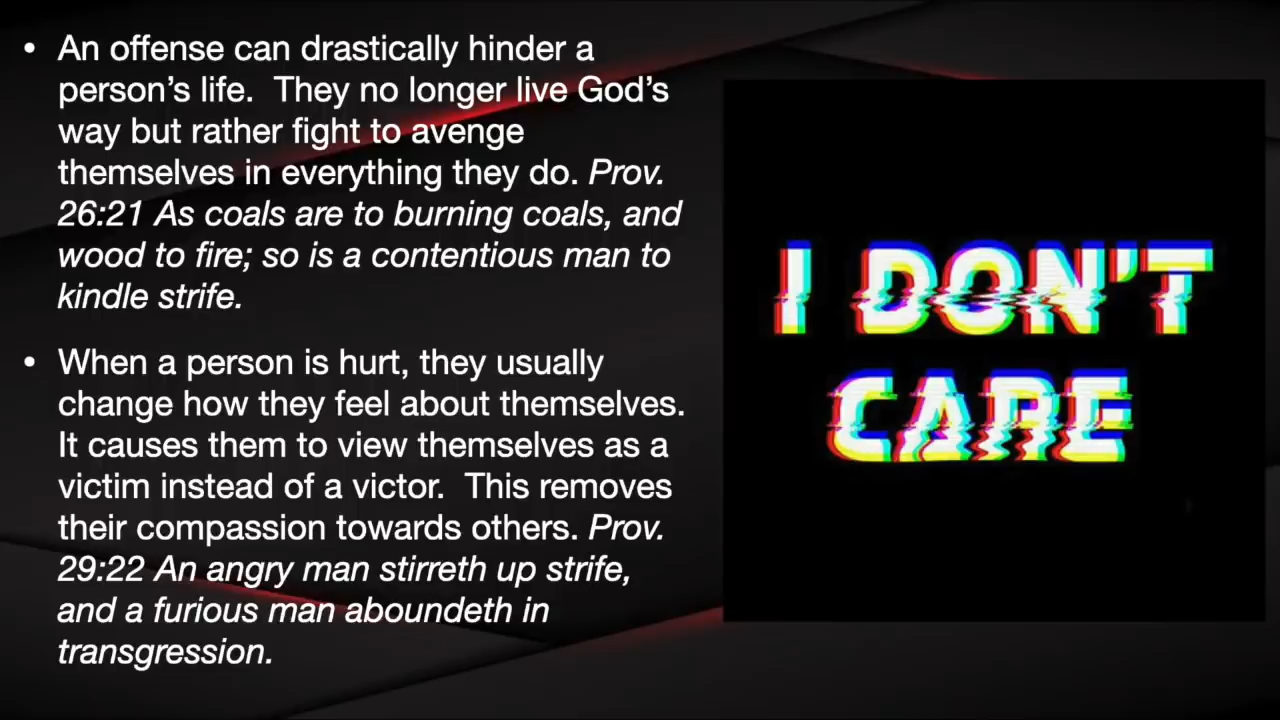 • An offense can drastically hinder a
person’s life.  They no longer live God’s
way but rather fight to avenge
themselves in everything they do. Prov.
26:21 As coals are to burning coals, and
wood to fire; so is a contentious man to
kindle strife.
• When a person is hurt, they usually
change how they feel about themselves.
It causes them to view themselves as a
victim instead of a victor.  This removes
their compassion towards others. Prov.
29:22 An angry man stirreth up strife,
and a furious man aboundeth in
transgression.
I DON'T
CARE